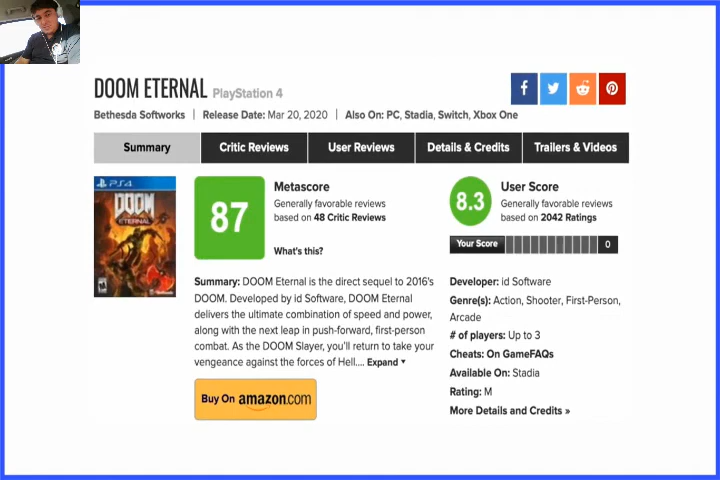 DOOM ETERNAL PlayStation 4
Bethesda Softworks | Release Date: Mar 20, 2020 | Also On: PC, Stadia, Switch, Xbox One
Summary Critic Reviews User Reviews Details & Credits Trailers & Videos
PS4
DOOM
ETERNAL
87
Metascore
Generally favorable reviews
based on 48 Critic Reviews
What's this?
8.3
User Score
Generally favorable reviews
based on 2042 Ratings
Your Score 0
Summary: DOOM Eternal is the direct sequel to 2016's
DOOM. Developed by id Software, DOOM Eternal
delivers the ultimate combination of speed and power,
along with the next leap in push-forward, first-person
combat. As the DOOM Slayer, you'll return to take your
vengeance against the forces of Hell.... Expand ▾
Buy On amazon.com
Developer: id Software
Genre(s): Action, Shooter, First-Person,
Arcade
# of players: Up to 3
Cheats: On GameFAQs
Available On: Stadia
Rating: M
More Details and Credits »